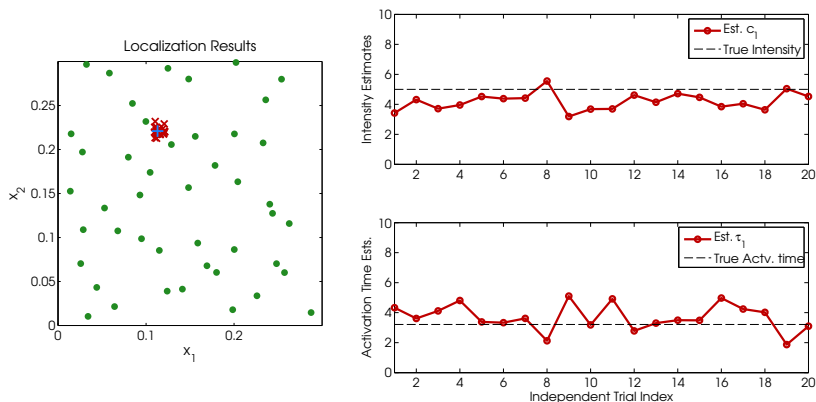 Localization Results
x2
0.25
0.2
0.15
0.1
0.05
0
0 0.1 0.2
x1
Intensity Estimates
10
8
6
4
2
0
Est. c1
True Intensity
2 4 6 8 10 12 14 16 18 20
Activation Time Ests.
10
8
6
4
2
0
Est. τ1
True Actv. time
2 4 6 8 10 12 14 16 18 20
Independent Trial Index